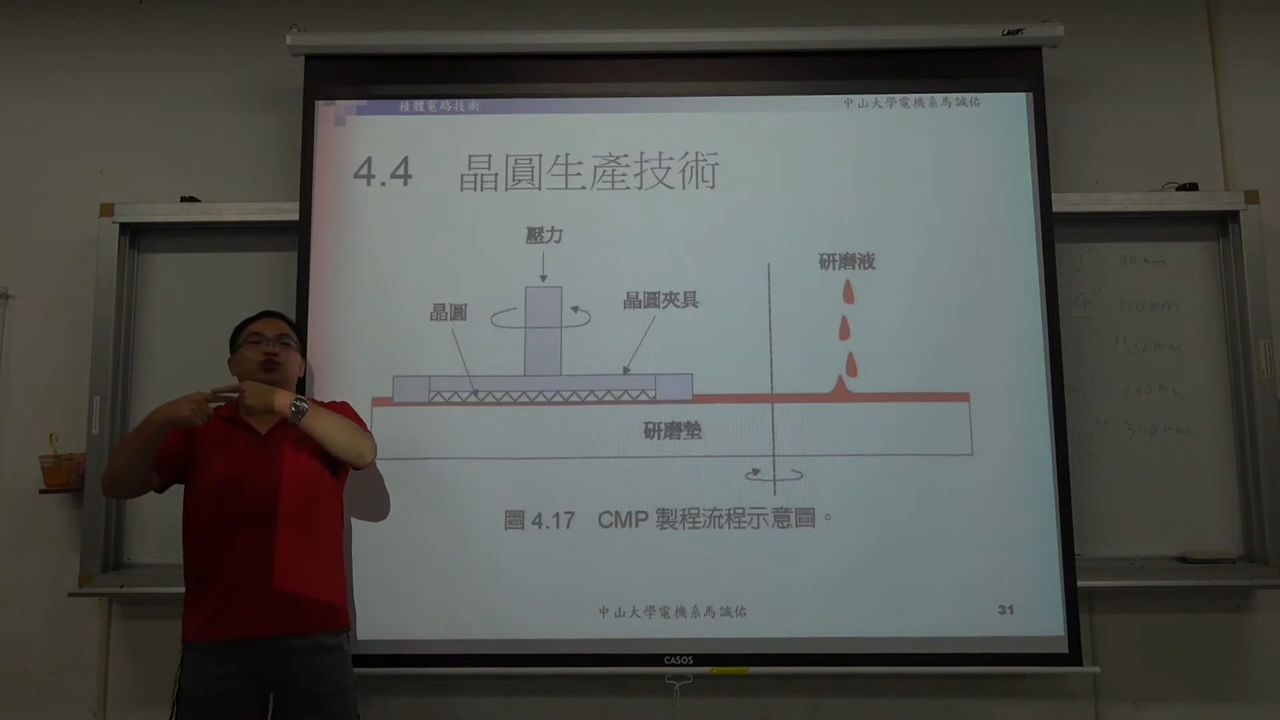 積體電路技術
中山大學電機系馬誠佑
4.4 晶圓生產技術
壓力
研磨液
晶圓
晶圓夾具
研磨墊
圖 4.17 CMP 製程流程示意圖。
中山大學電機系馬誠佑
31
CASOS